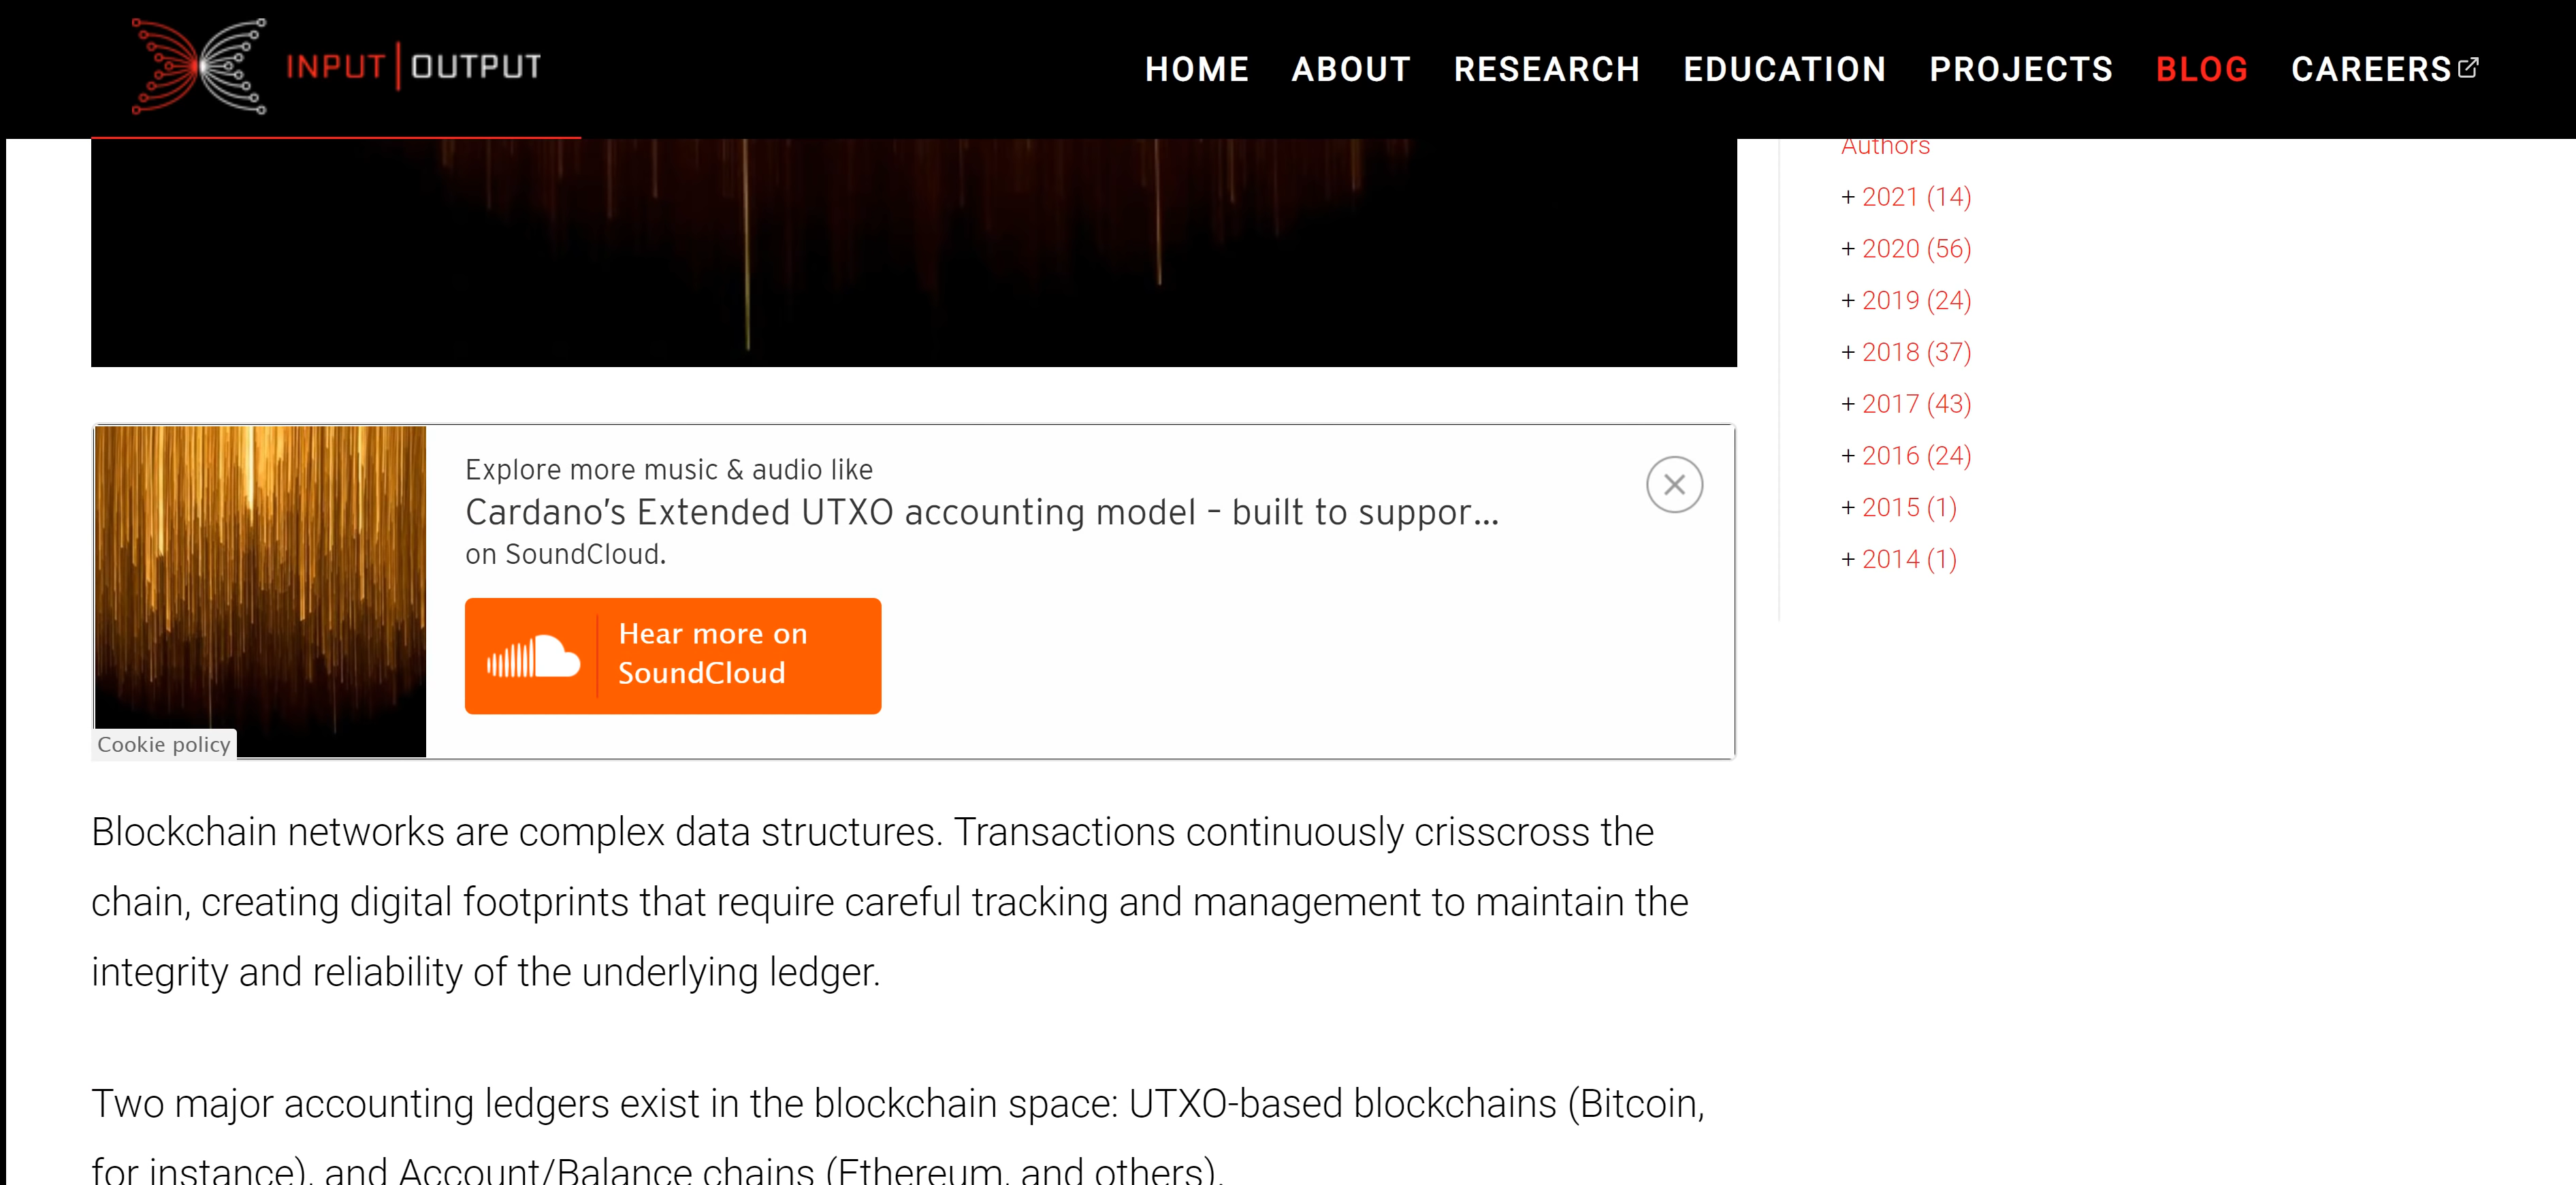 INPUT | OUTPUT
HOME ABOUT RESEARCH EDUCATION PROJECTS BLOG CAREERS
Authors
+ 2021 (14)
+ 2020 (56)
+ 2019 (24)
+ 2018 (37)
+ 2017 (43)
+ 2016 (24)
+ 2015 (1)
+ 2014 (1)
Explore more music & audio like
Cardano's Extended UTXO accounting model – built to suppor...
on SoundCloud.
Hear more on
SoundCloud
Cookie policy
Blockchain networks are complex data structures. Transactions continuously crisscross the
chain, creating digital footprints that require careful tracking and management to maintain the
integrity and reliability of the underlying ledger.
Two major accounting ledgers exist in the blockchain space: UTXO-based blockchains (Bitcoin,
for instance), and Account/Balance chains (Ethereum, and others).